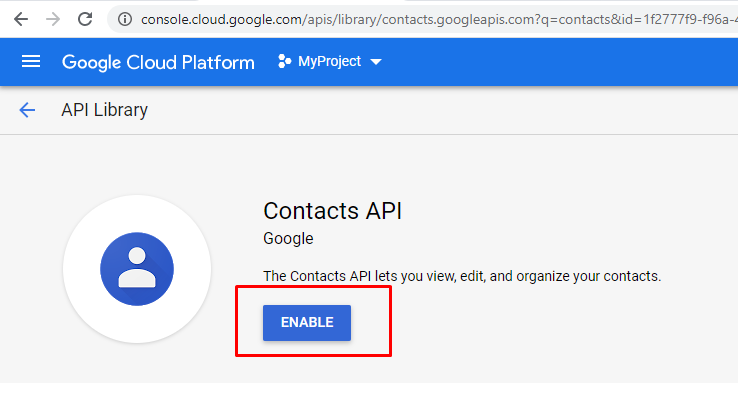 console.cloud.google.com/apis/library/contacts.googleapis.com?q=contacts&id=1f2777f9-f96a-4
Google Cloud Platform MyProject
API Library
Contacts API
Google
The Contacts API lets you view, edit, and organize your contacts.
ENABLE